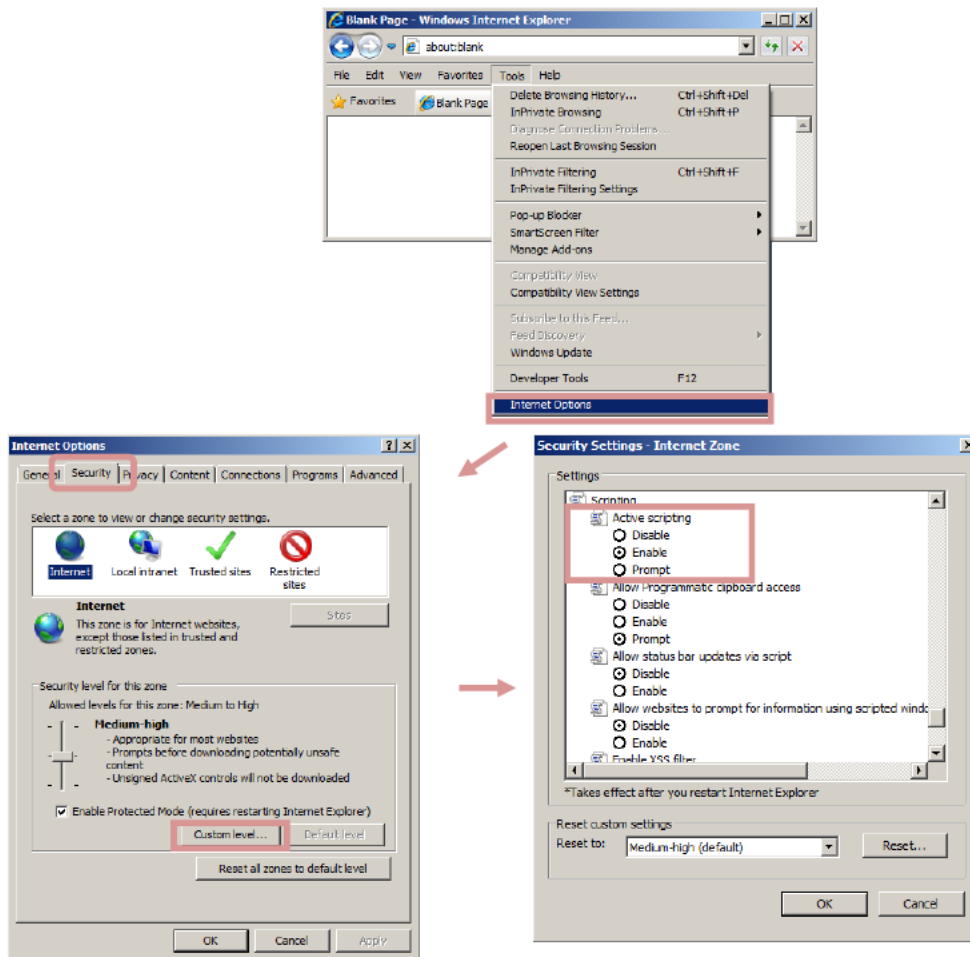 Blank Page - Windows Internet Explorer
about:blank
File Edit View Favorites Tools Help
Favorites Blank Page
Delete Browsing History... Ctrl+Shift+Del
InPrivate Browsing Ctrl+Shift+P
Diagnose Connection Problems...
Reopen Last Browsing Session
InPrivate Filtering Ctrl+Shift+F
InPrivate Filtering Settings
Pop-up Blocker
SmartScreen Filter
Manage Add-ons
Compatibility View
Compatibility View Settings
Subscribe to this Feed...
Feed Discovery
Windows Update
Developer Tools F12
Internet Options
Internet Options
General Security Privacy Content Connections Programs Advanced
Select a zone to view or change security settings.
Internet Local intranet Trusted sites Restricted
sites
Internet
Sites
This zone is for Internet websites,
except those listed in trusted and
restricted zones.
Security level for this zone
Allowed levels for this zone: Medium to High
Medium-high
- Appropriate for most websites
- Prompts before downloading potentially unsafe
content
- Unsigned ActiveX controls will not be downloaded
Enable Protected Mode (requires restarting Internet Explorer)
Custom level... Default level
Reset all zones to default level
OK Cancel Apply
Security Settings - Internet Zone
Settings
Scripting
Active scripting
Disable
Enable
Prompt
Allow Programmatic clipboard access
Disable
Enable
Prompt
Allow status bar updates via script
Disable
Enable
Allow websites to prompt for information using scripted windo
Disable
Enable
Enable XSS filter
*Takes effect after you restart Internet Explorer
Reset custom settings
Reset to: Medium-high (default) Reset...
OK Cancel